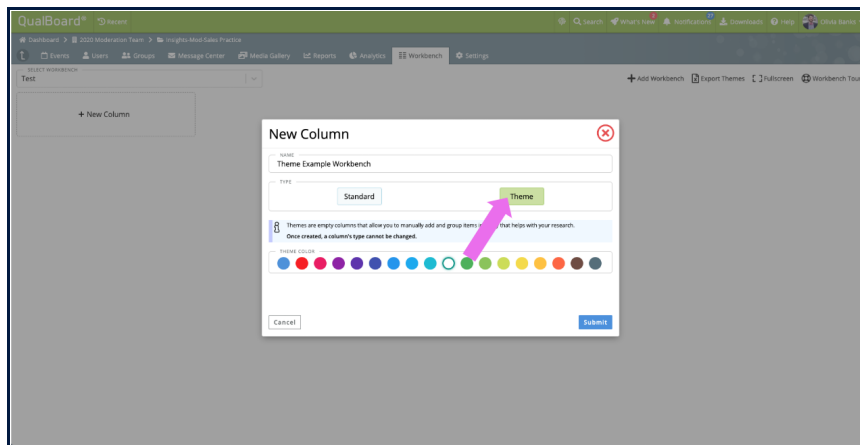 QualBoard® Recent Search What's New 2 Notifications 27 Downloads Help Olivia Banks
Dashboard > 2020 Moderation Team > Insights-Mod-Sales Practice
Events Users Groups Message Center Media Gallery Reports Analytics Workbench Settings
SELECT WORKBENCH
Test
+ Add Workbench Export Themes Fullscreen Workbench Tour
+ New Column
New Column
NAME
Theme Example Workbench
TYPE
Standard Theme
Themes are empty columns that allow you to manually add and group items that helps with your research.
Once created, a column's type cannot be changed.
THEME COLOR
Cancel Submit